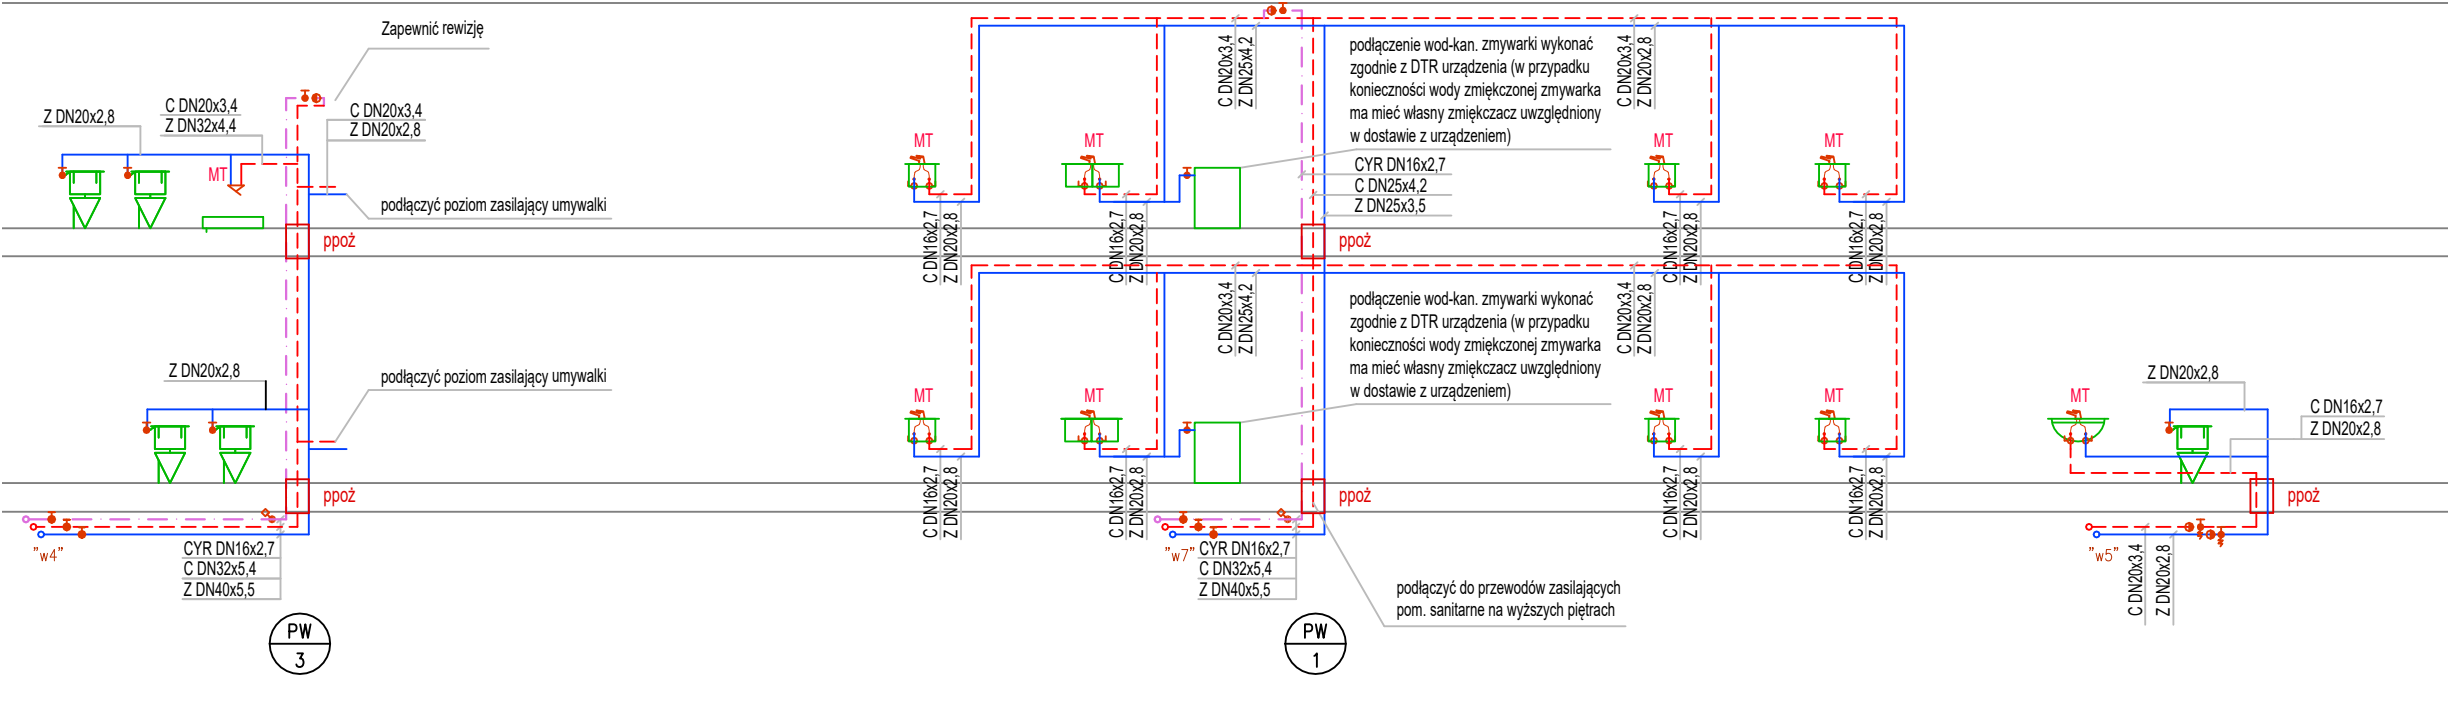 Zapewnić rewizję
Z DN20x2,8
C DN20x3,4
Z DN32x4,4
C DN20x3,4
Z DN20x2,8
MT
podłączyć poziom zasilający umywalki
ppoż
Z DN20x2,8
podłączyć poziom zasilający umywalki
ppoż
"w4"
CYR DN16x2,7
C DN32x5,4
Z DN40x5,5
PW
3
C DN20x3,4
Z DN25x4,2
podłączenie wod-kan. zmywarki wykonać
zgodnie z DTR urządzenia (w przypadku
konieczności wody zmiękczonej zmywarka
ma mieć własny zmiękczacz uwzględniony
w dostawie z urządzeniem)
C DN20x3,4
Z DN20x2,8
MT
MT
MT
MT
CYR DN16x2,7
C DN25x4,2
Z DN25x3,5
C DN16x2,7
Z DN20x2,8
C DN16x2,7
Z DN20x2,8
ppoż
C DN16x2,7
Z DN20x2,8
C DN16x2,7
Z DN20x2,8
C DN20x3,4
Z DN25x4,2
podłączenie wod-kan. zmywarki wykonać
zgodnie z DTR urządzenia (w przypadku
konieczności wody zmiękczonej zmywarka
ma mieć własny zmiękczacz uwzględniony
w dostawie z urządzeniem)
C DN20x3,4
Z DN20x2,8
MT
MT
MT
MT
C DN16x2,7
Z DN20x2,8
C DN16x2,7
Z DN20x2,8
ppoż
C DN16x2,7
Z DN20x2,8
C DN16x2,7
Z DN20x2,8
"w7"
CYR DN16x2,7
C DN32x5,4
Z DN40x5,5
podłączyć do przewodów zasilających
pom. sanitarne na wyższych piętrach
PW
1
Z DN20x2,8
MT
C DN16x2,7
Z DN20x2,8
ppoż
"w5"
C DN20x3,4
Z DN20x2,8